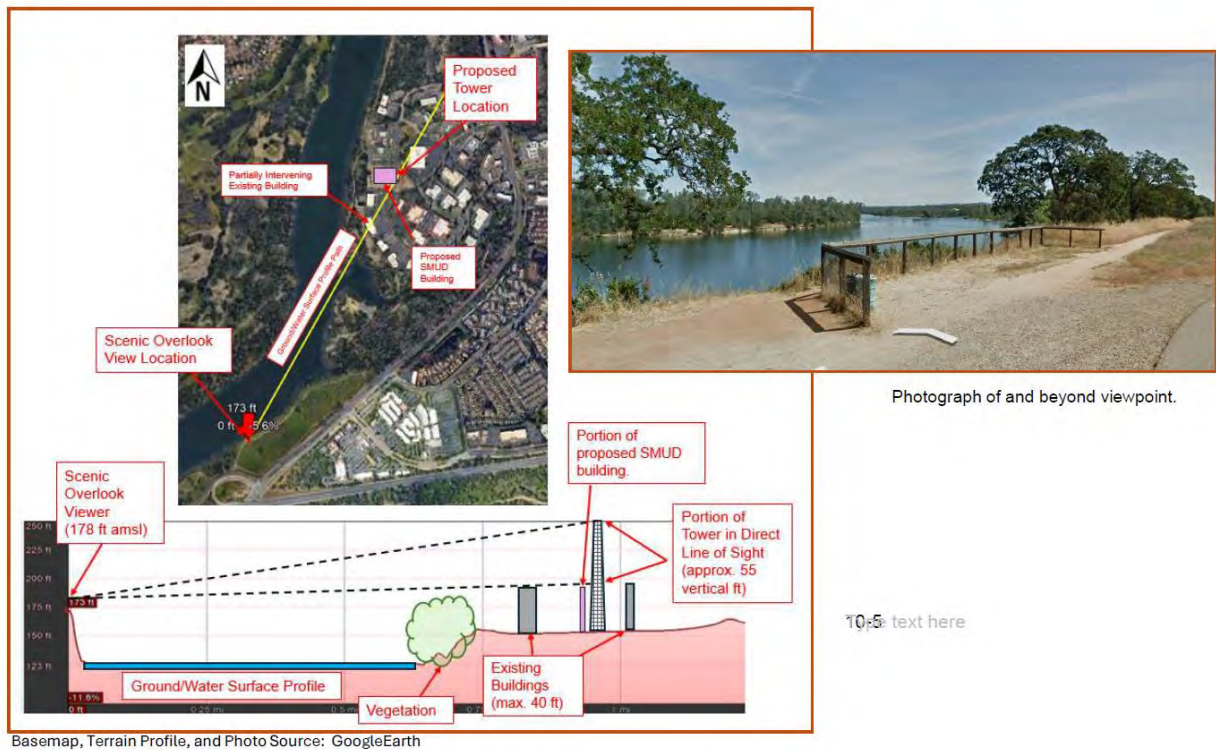 N
Proposed
Tower
Location
Partially Intervening
Existing Building
Ground/Water Surface Profile Path
Proposed
SMUD
Building
Scenic Overlook
View Location
173 ft
0 ft
5.6%
Photograph of and beyond viewpoint.
Portion of
proposed SMUD
building.
Scenic
Overlook
Viewer
(178 ft amsl)
Portion of
Tower in Direct
Line of Sight
(approx. 55
vertical ft)
250 ft
225 ft
200 ft
175 ft
150 ft
123 ft
173 ft
-11.6%
0 ft
0.25 mi
0.5 mi
1 mi
Ground/Water Surface Profile
Vegetation
Existing
Buildings
(max. 40 ft)
10-5
Type text here
Basemap, Terrain Profile, and Photo Source: GoogleEarth